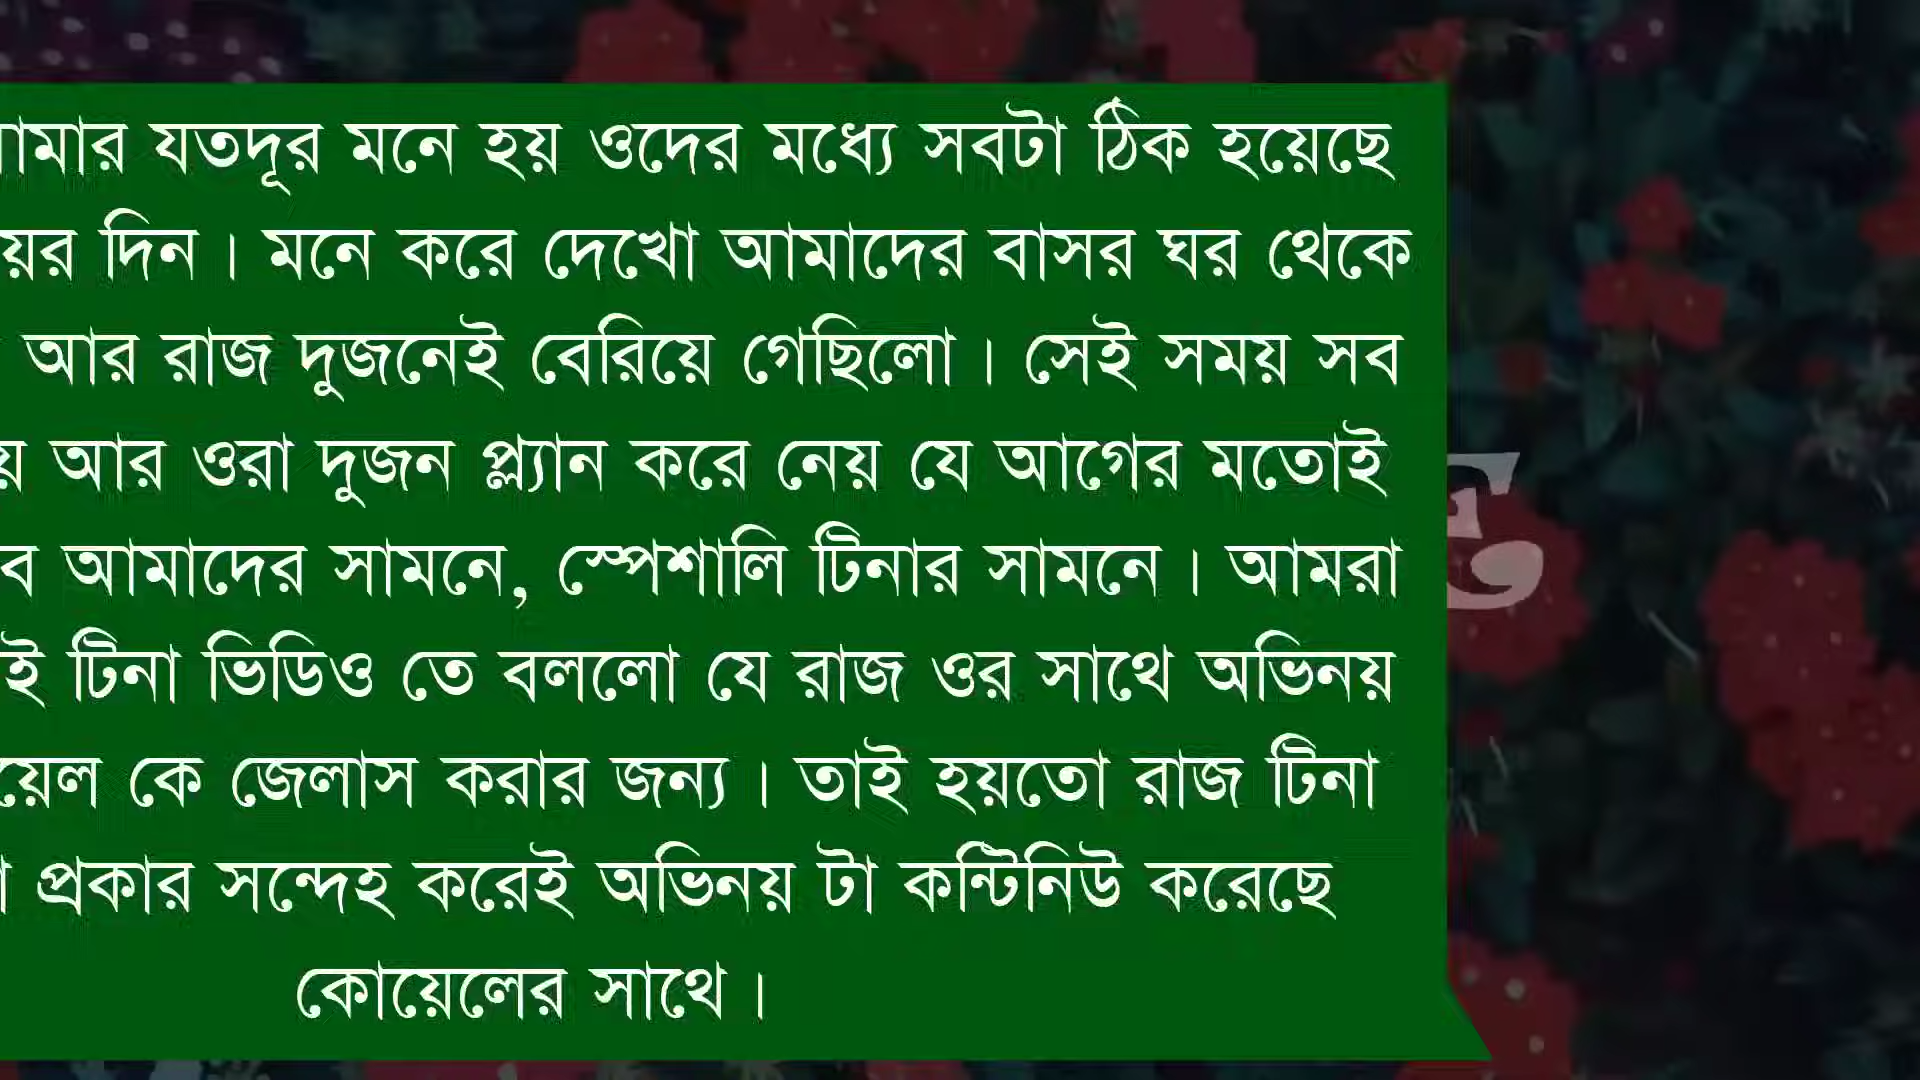 যতদূর মনে হয় ওদের মধ্যে সবটা ঠিক হয়েছে
দিন। মনে করে দেখো আমাদের বাসর ঘর থেকে
আর রাজ দুজনেই বেরিয়ে গেছিলো। সেই সময় সব
আর ওরা দুজন প্ল্যান করে নেয় যে আগের মতোই
আমাদের সামনে, স্পেশালি টিনার সামনে। আমরা
টিনা ভিডিও তে বললো যে রাজ ওর সাথে অভিনয়
কে জেলাস করার জন্য। তাই হয়তো রাজ টিনা
প্রকার সন্দেহ করেই অভিনয় টা কন্টিনিউ করেছে
কোয়েলের সাথে।